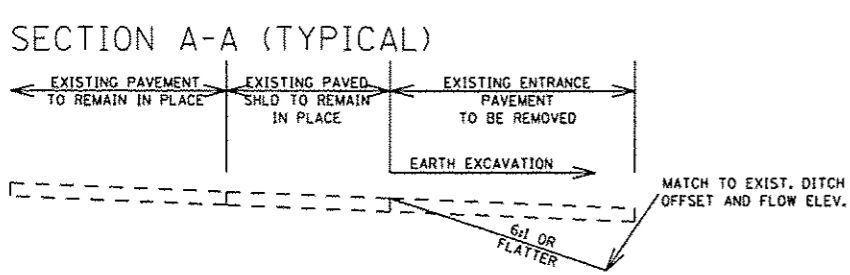 SECTION A-A (TYPICAL)
EXISTING PAVEMENT
TO REMAIN IN PLACE
EXISTING PAVED
SHLD TO REMAIN
IN PLACE
EXISTING ENTRANCE
PAVEMENT
TO BE REMOVED
EARTH EXCAVATION
MATCH TO EXIST. DITCH
OFFSET AND FLOW ELEV.
6:1 OR
FLATTER